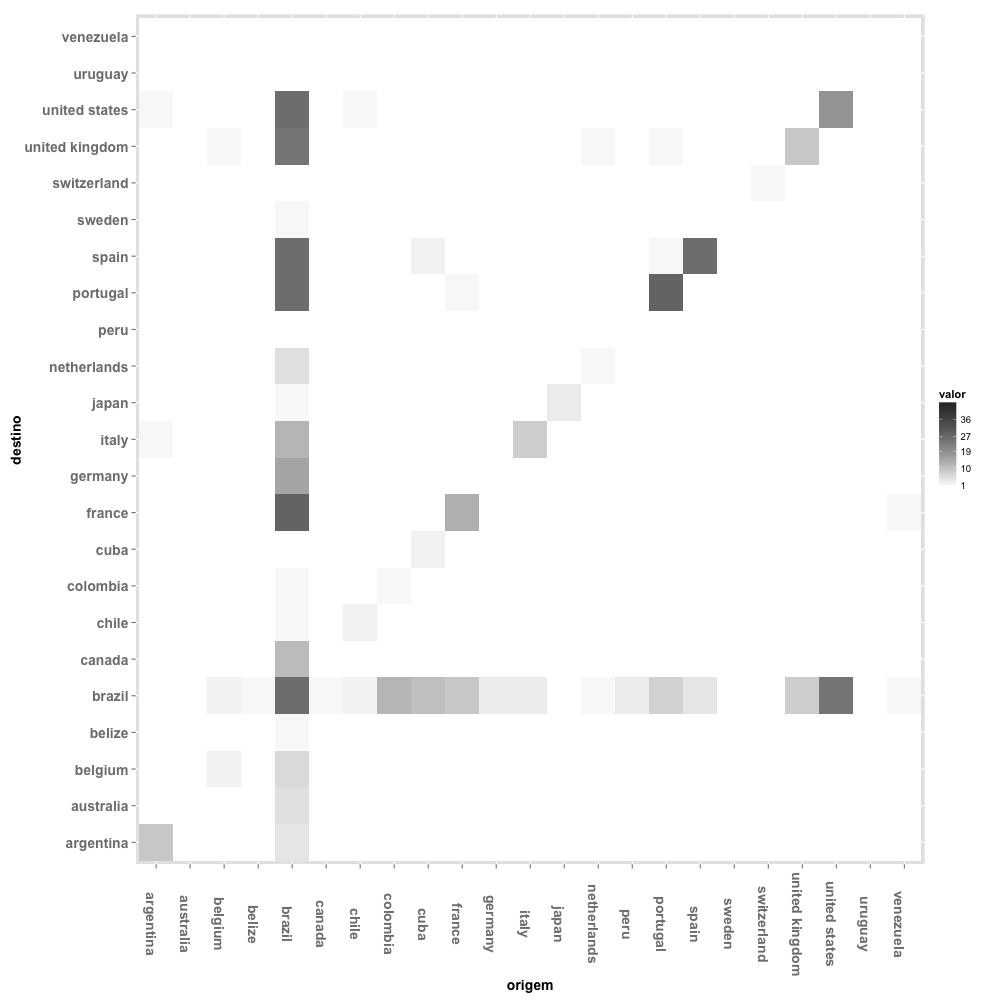 venezuela
uruguay
united states
united kingdom
switzerland
sweden
spain
portugal
peru
netherlands
japan
italy
germany
france
cuba
colombia
chile
canada
brazil
belize
belgium
australia
argentina
destino
argentina
australia
belgium
belize
brazil
canada
chile
colombia
cuba
france
germany
italy
japan
netherlands
peru
portugal
spain
sweden
switzerland
united kingdom
united states
uruguay
venezuela
origem
valor
36
27
19
10
1